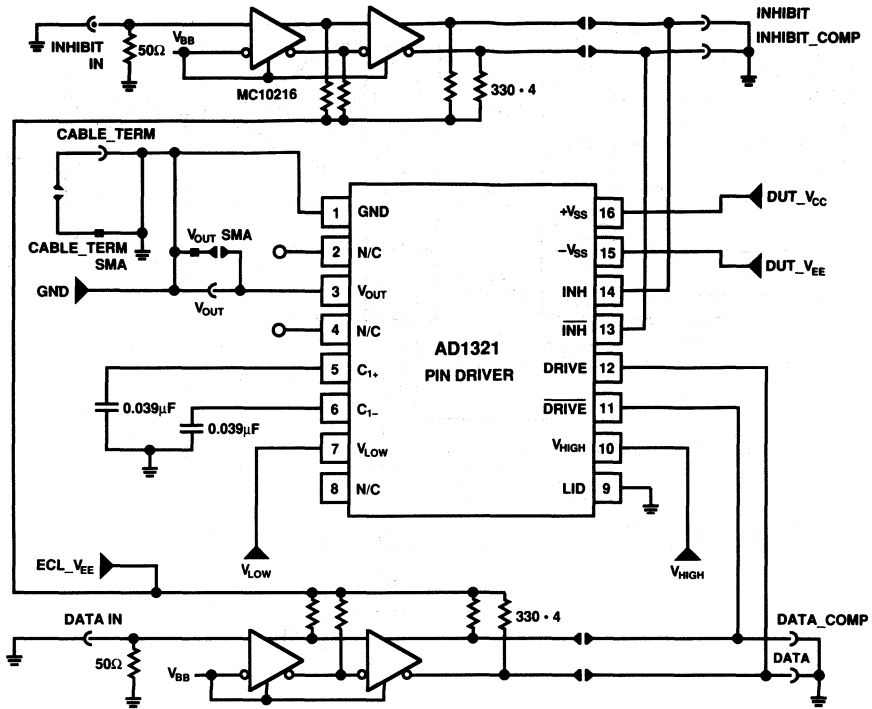 INHIBIT
INHIBIT_COMP
INHIBIT
IN
50Ω
VBB
MC10216
330 • 4
CABLE_TERM
CABLE_TERM
SMA
VOUT SMA
GND
VOUT
1 GND
2 N/C
3 VOUT
4 N/C
5 C1+
6 C1–
7 VLOW
8 N/C
AD1321
PIN DRIVER
+VSS 16
–VSS 15
INH 14
INH 13
DRIVE 12
DRIVE 11
VHIGH 10
LID 9
DUT_VCC
DUT_VEE
0.039μF
0.039μF
ECL_VEE
VLOW
VHIGH
DATA IN
50Ω
VBB
330 • 4
DATA_COMP
DATA